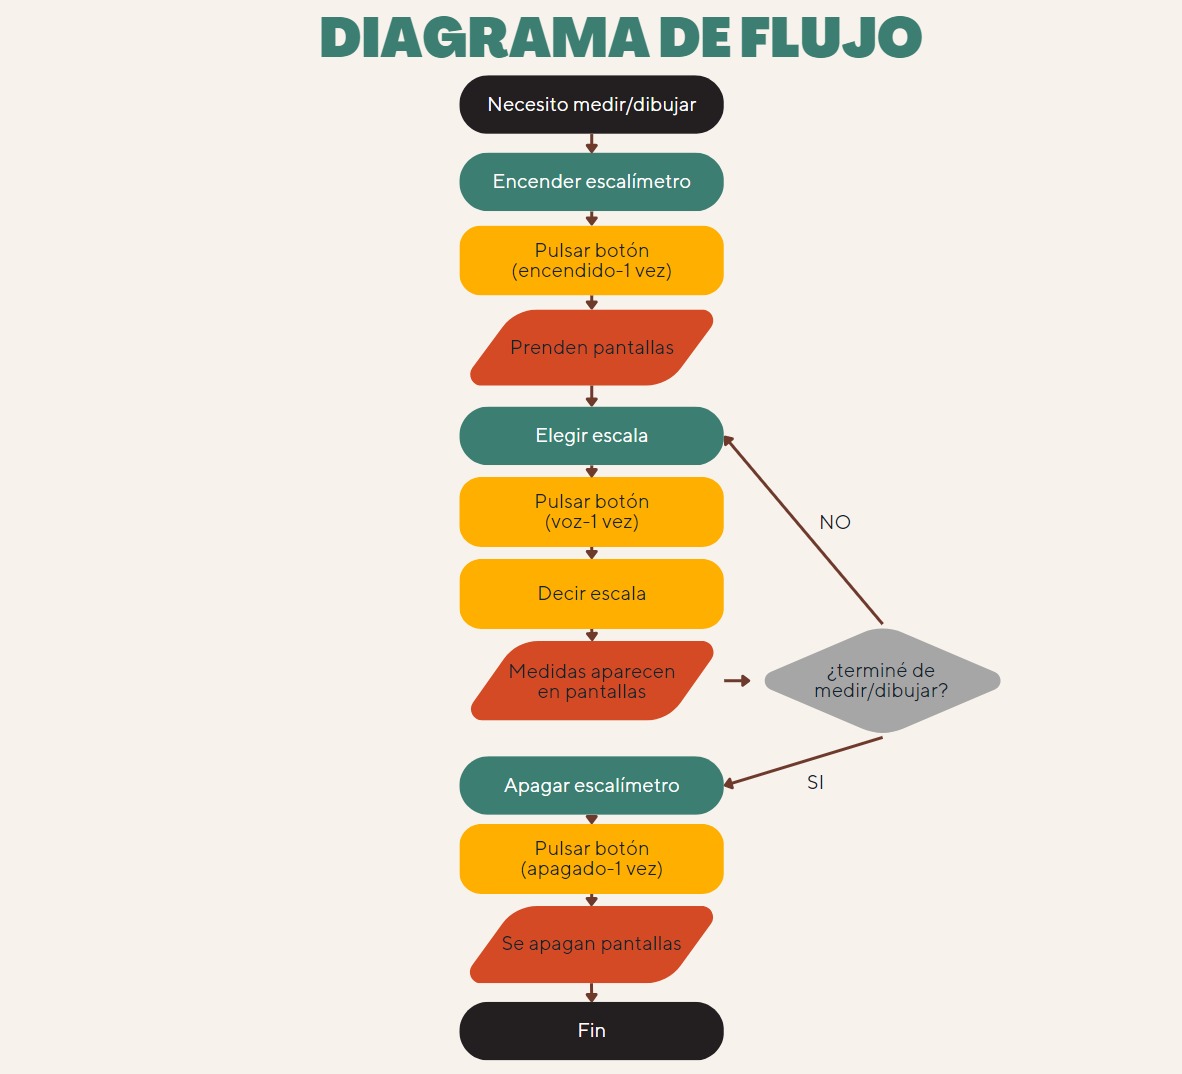 DIAGRAMA DE FLUJO
Necesito medir/dibujar
Encender escalímetro
Pulsar botón
(encendido-1 vez)
Prenden pantallas
Elegir escala
Pulsar botón
(voz-1 vez)
NO
Decir escala
Medidas aparecen
en pantallas
¿terminé de
medir/dibujar?
SI
Apagar escalímetro
Pulsar botón
(apagado-1 vez)
Se apagan pantallas
Fin